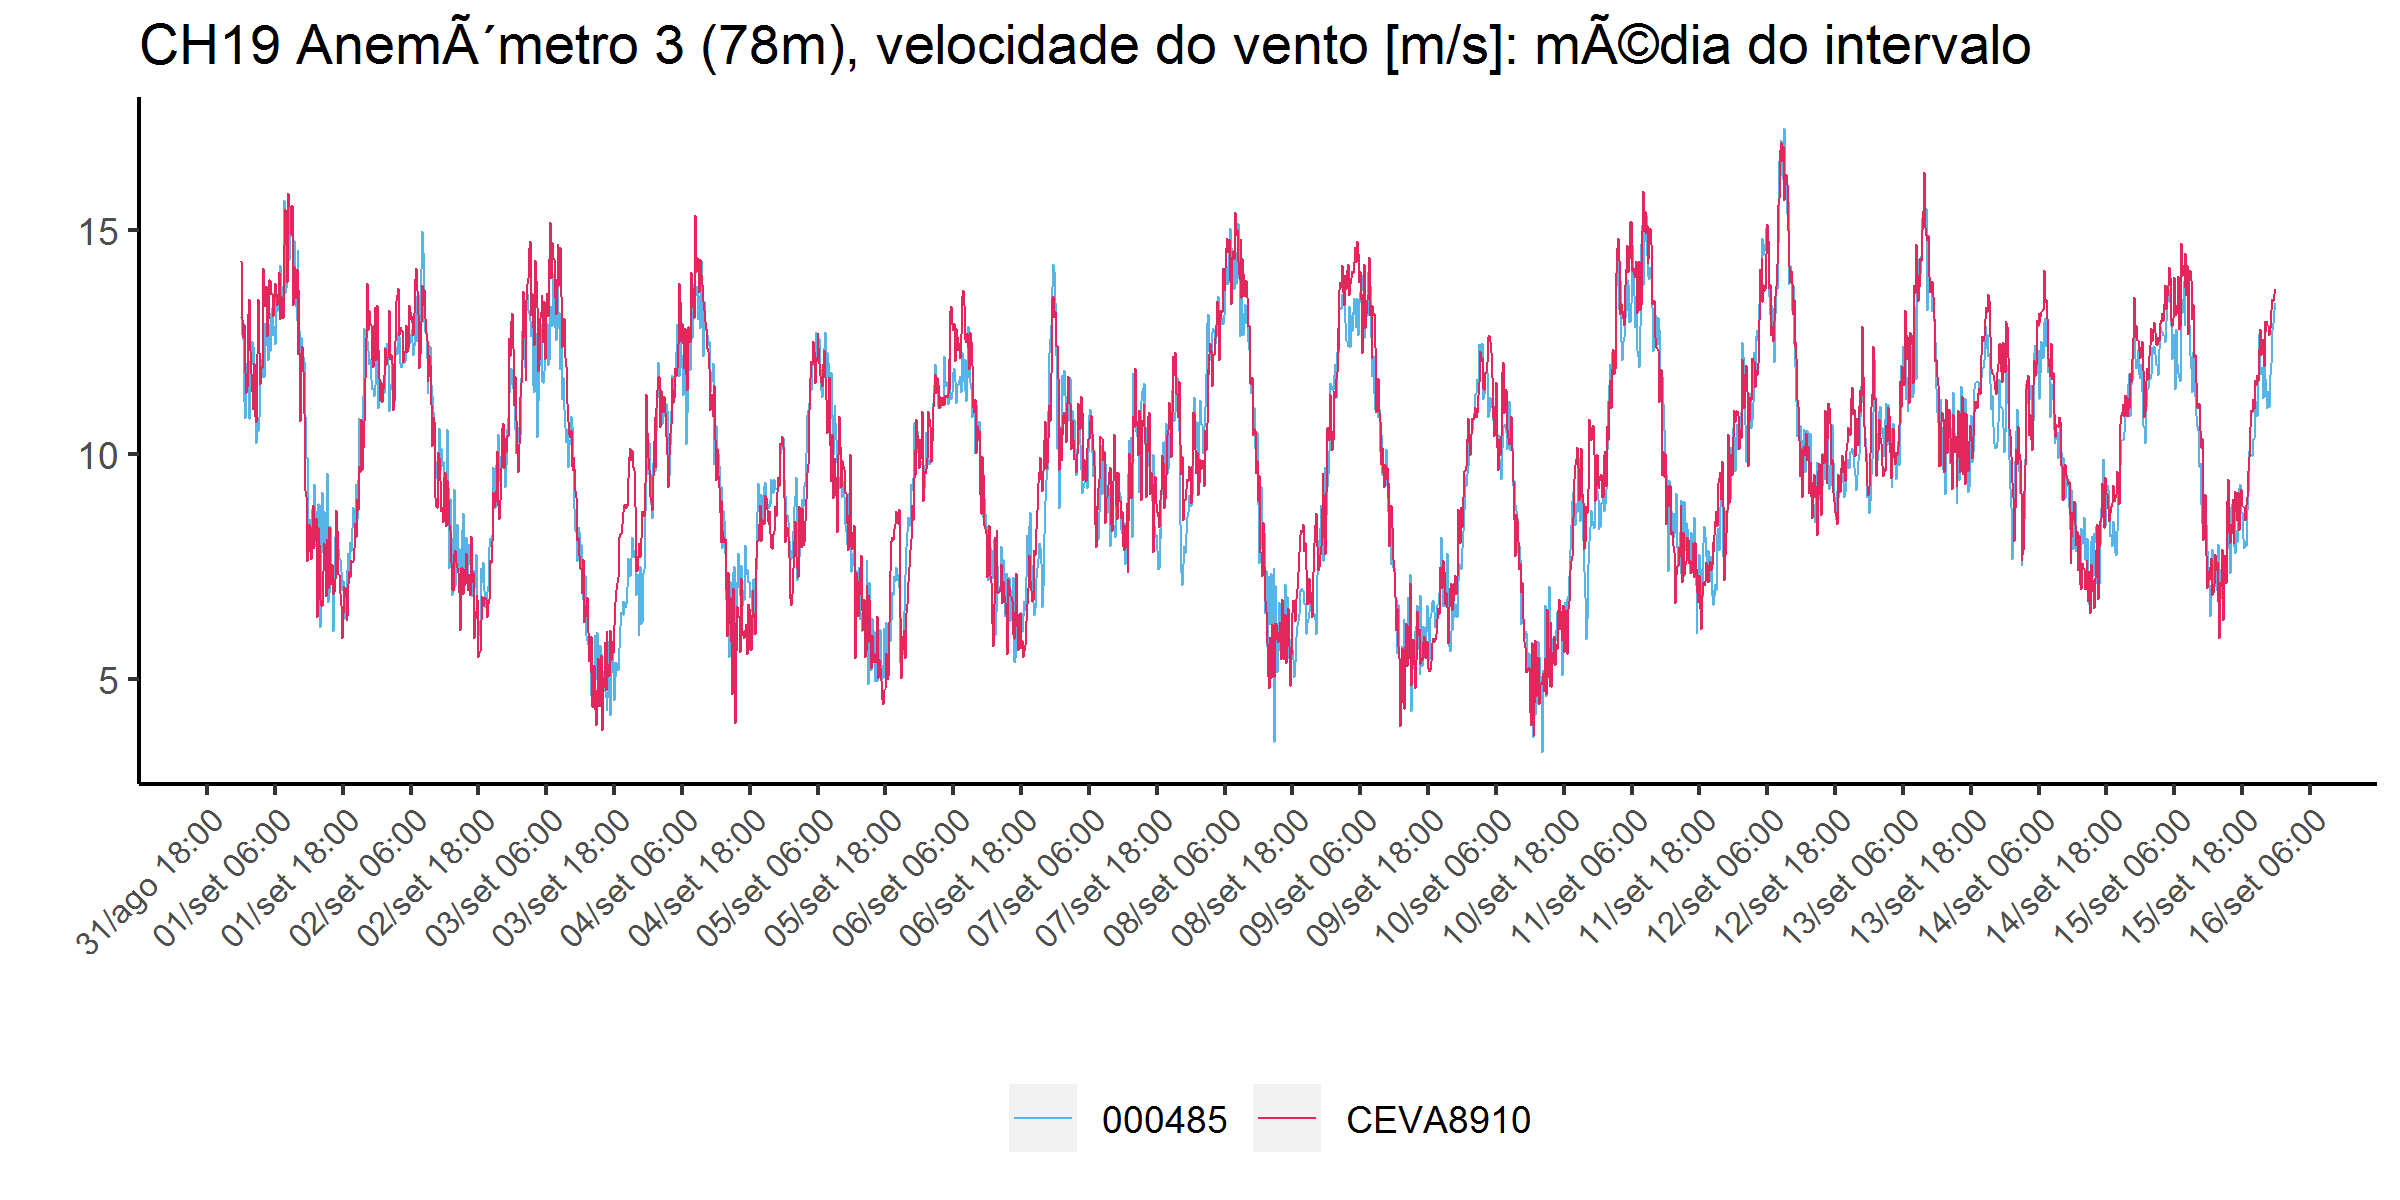 CH19 AnemÃ´metro 3 (78m), velocidade do vento [m/s]: mÃ©dia do intervalo
15
10
5
31/ago 18:00
01/set 06:00
01/set 18:00
02/set 06:00
02/set 18:00
03/set 06:00
03/set 18:00
04/set 06:00
04/set 18:00
05/set 06:00
05/set 18:00
06/set 06:00
06/set 18:00
07/set 06:00
07/set 18:00
08/set 06:00
08/set 18:00
09/set 06:00
09/set 18:00
10/set 06:00
10/set 18:00
11/set 06:00
11/set 18:00
12/set 06:00
12/set 18:00
13/set 06:00
13/set 18:00
14/set 06:00
14/set 18:00
15/set 06:00
15/set 18:00
16/set 06:00
000485
CEVA8910